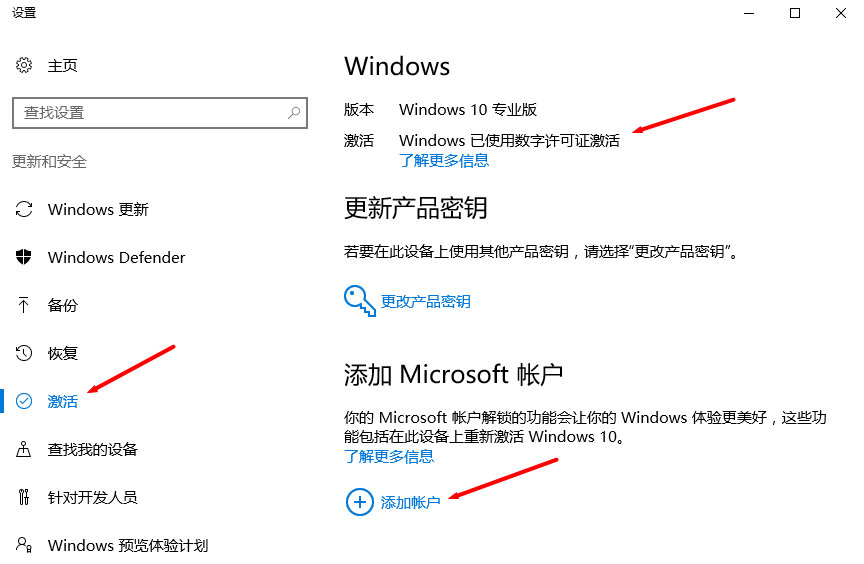 设置
主页
查找设置
更新和安全
Windows 更新
Windows Defender
备份
恢复
激活
查找我的设备
针对开发人员
Windows 预览体验计划
Windows
版本 Windows 10 专业版
激活 Windows 已使用数字许可证激活
了解更多信息
更新产品密钥
若要在此设备上使用其他产品密钥，请选择“更改产品密钥”。
更改产品密钥
添加 Microsoft 帐户
你的 Microsoft 帐户解锁的功能会让你的 Windows 体验更美好，这些功
能包括在此设备上重新激活 Windows 10。
了解更多信息
添加帐户